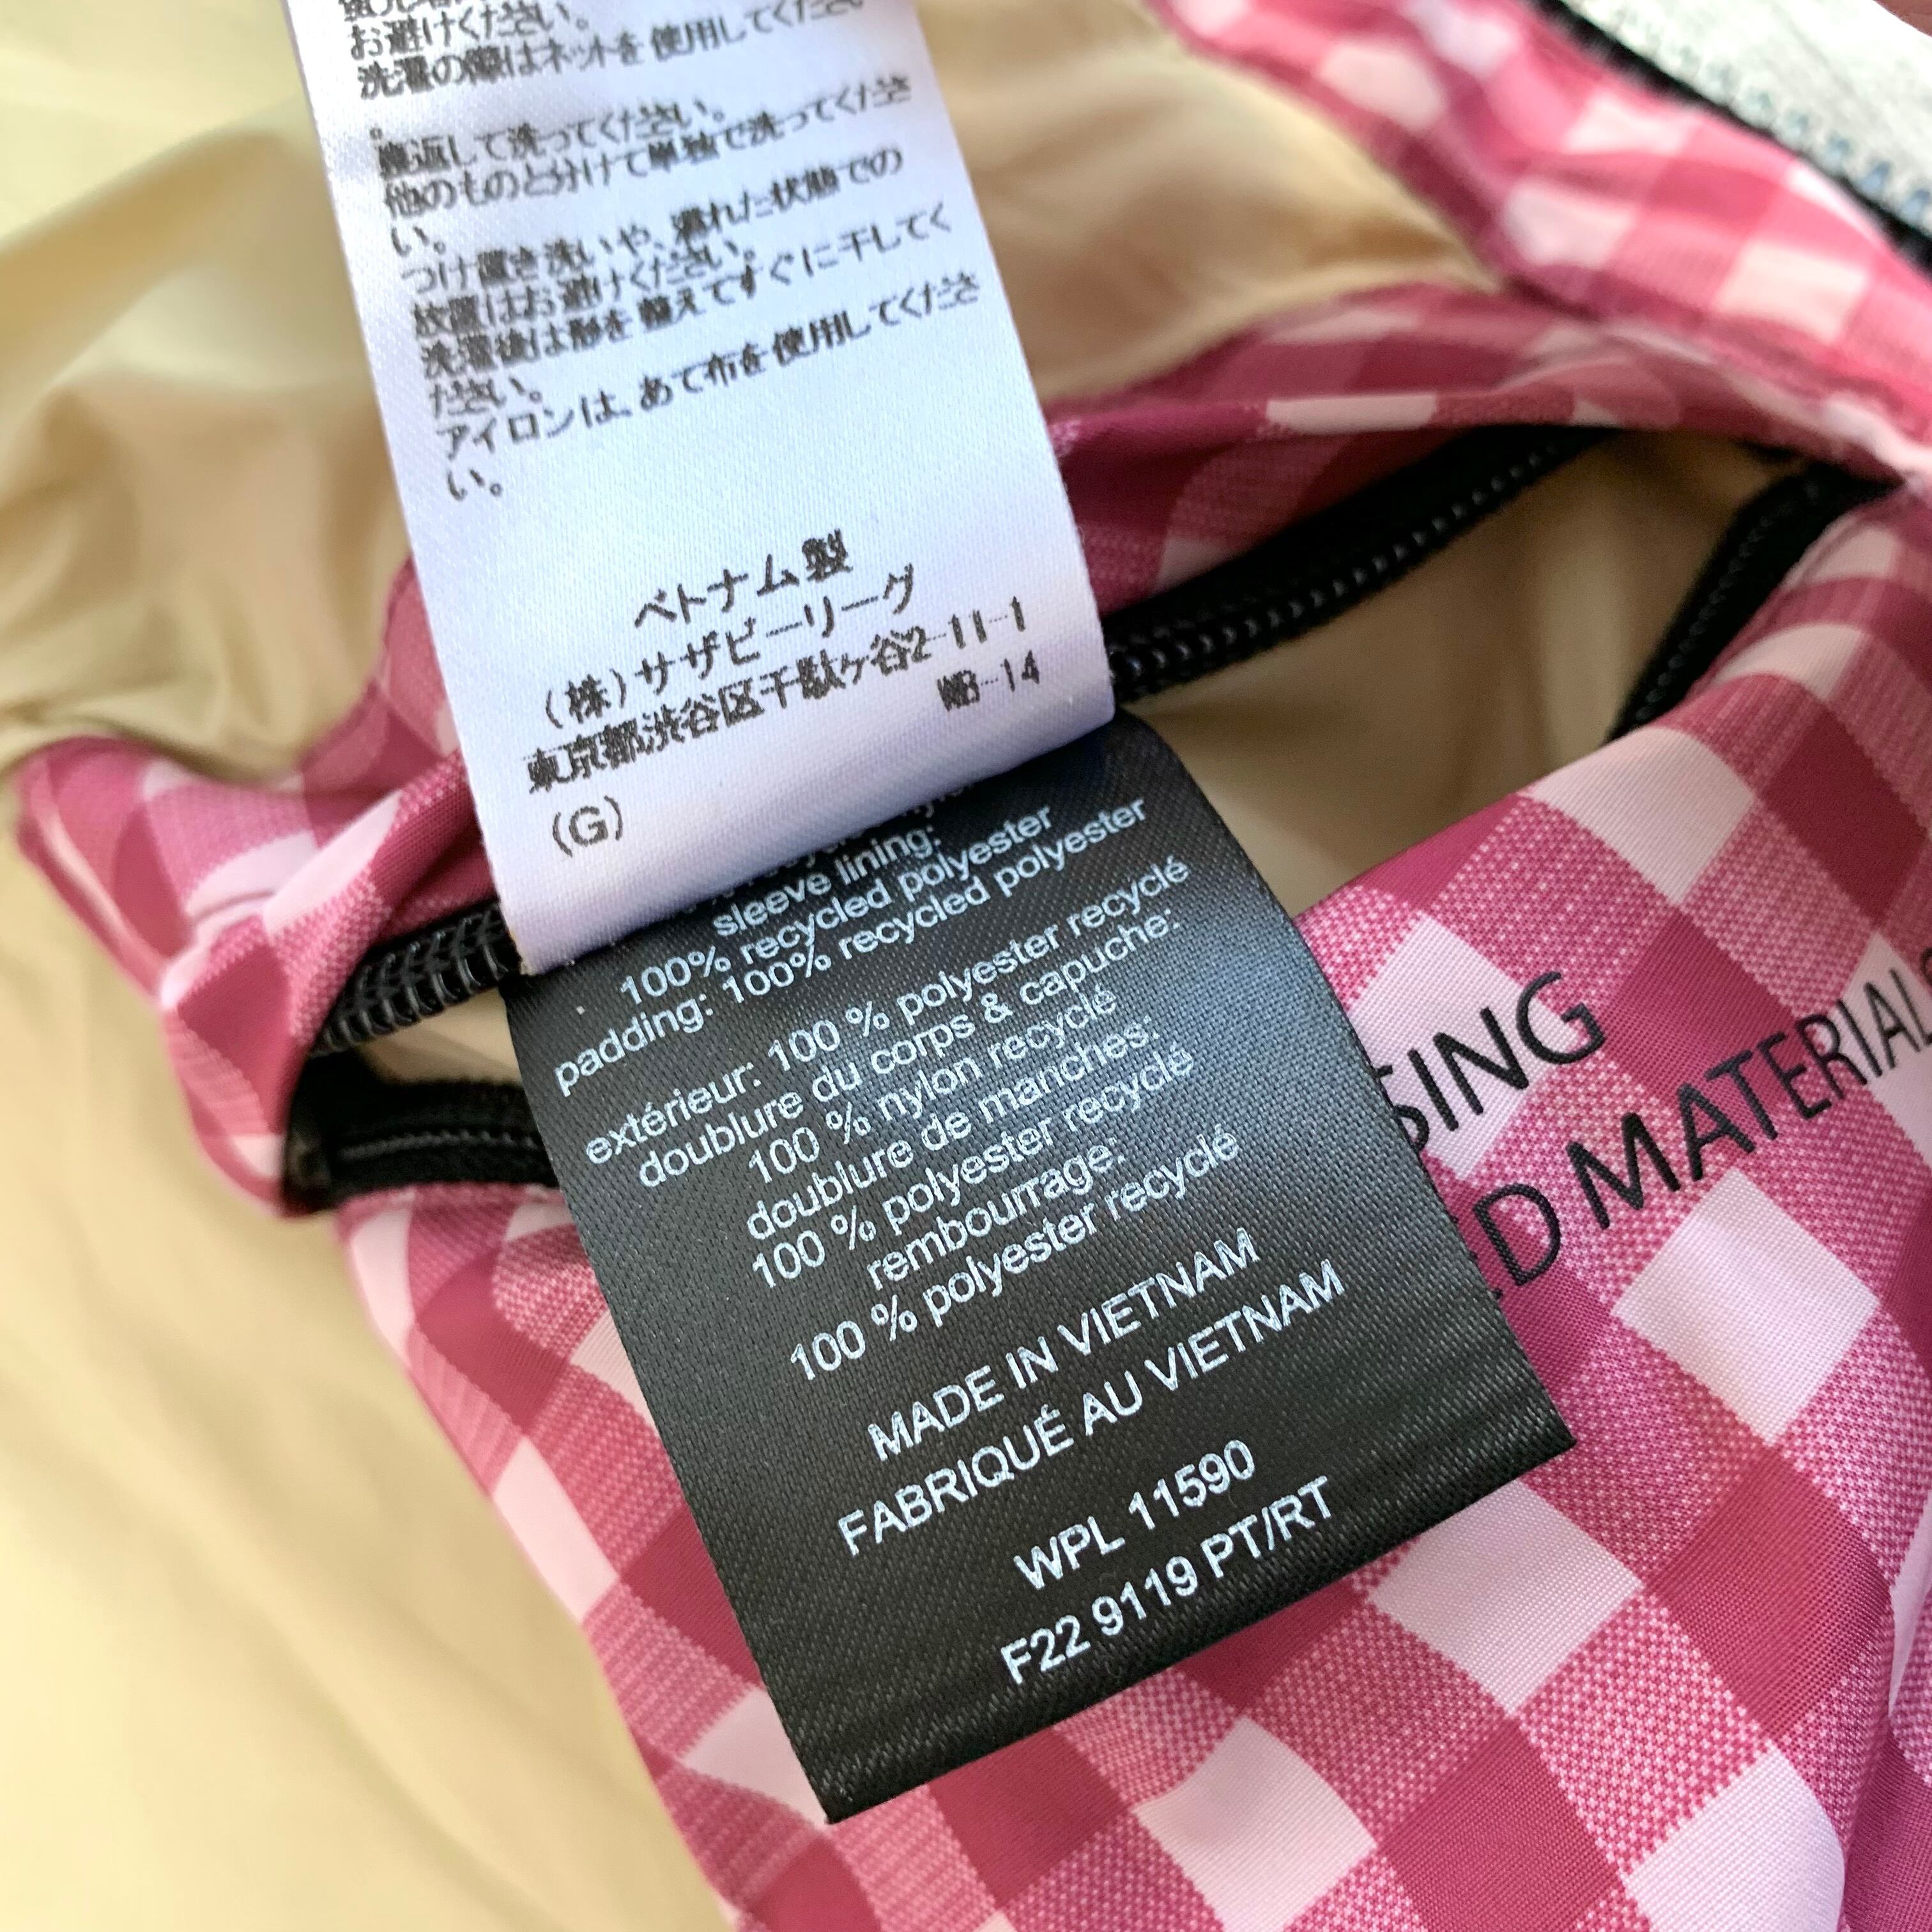 お避けください。
洗濯の際はネットを使用してくださ
。
裏返して洗ってください。
他のものと分けて単独で洗ってくださ
い。
つけ置き洗いや、濡れた状態での
放置はお避けください。
洗濯後は形を整えてすぐに干してく
ださい。
アイロンは、あて布を使用してくださ
い。
ベトナム製
(株)サザビーリーグ
東京都渋谷区千駄ヶ谷2-11-1
WB-14
(G)
sleeve lining:
100% recycled polyester
padding: 100% recycled polyester
extérieur: 100 % polyester recyclé
doublure du corps & capuche:
100 % nylon recyclé
doublure de manches:
100 % polyester recyclé
rembourrage:
100 % polyester recyclé
MADE IN VIETNAM
FABRIQUÉ AU VIETNAM
WPL 11590
F22 9119 PT/RT
SING
ED MATERIALS